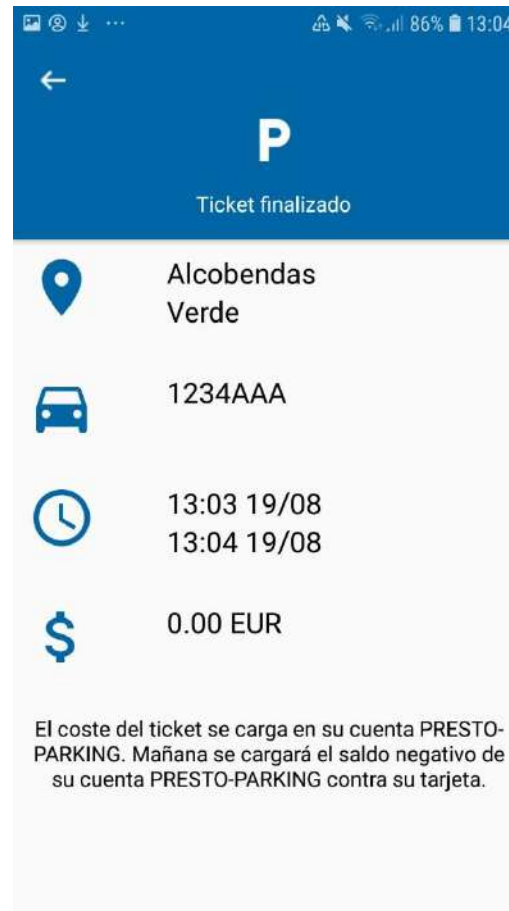 86% 13:04
P
Ticket finalizado
Alcobendas
Verde
1234AAA
13:03 19/08
13:04 19/08
$ 0.00 EUR
El coste del ticket se carga en su cuenta PRESTO-
PARKING. Mañana se cargará el saldo negativo de
su cuenta PRESTO-PARKING contra su tarjeta.